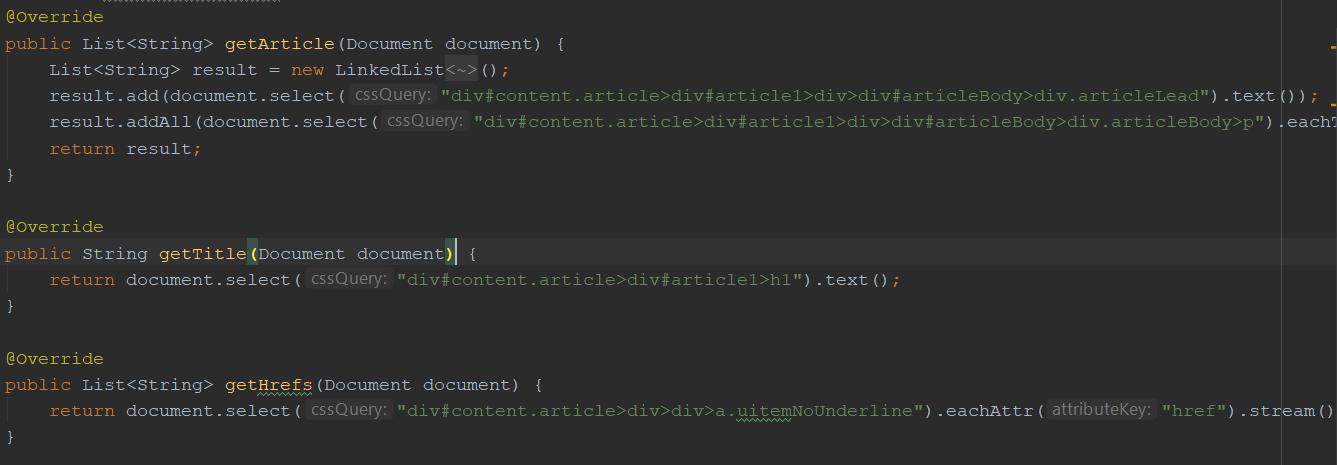 @Override
public List<String> getArticle(Document document) {
    List<String> result = new LinkedList<~>();
    result.add(document.select( cssQuery: "div#content.article>div#article1>div>div#articleBody>div.articleLead").text());
    result.addAll(document.select( cssQuery: "div#content.article>div#article1>div>div#articleBody>div.articleBody>p").each
    return result;
}
@Override
public String getTitle(Document document) {
    return document.select( cssQuery: "div#content.article>div#article1>h1").text();
}
@Override
public List<String> getHrefs(Document document) {
    return document.select( cssQuery: "div#content.article>div>div>a.uitemNoUnderline").eachAttr( attributeKey: "href").stream()
}